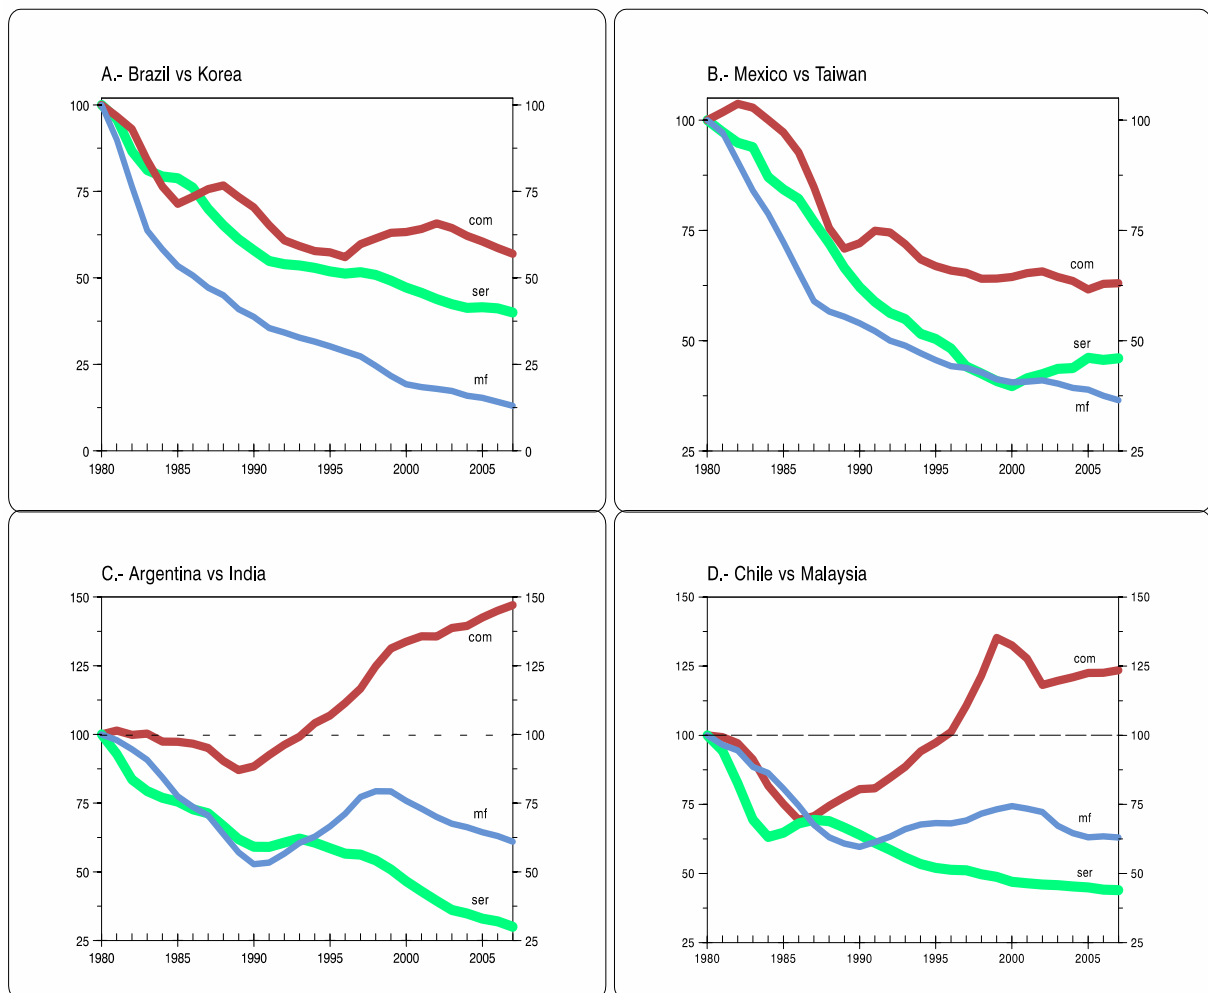 A.- Brazil vs Korea
100 100
75 75
com
50 50
ser
25 25
mf
0 0
1980 1985 1990 1995 2000 2005
B.- Mexico vs Taiwan
100 100
75 75
com
50 50
ser
mf
25 25
1980 1985 1990 1995 2000 2005
C.- Argentina vs India
150 150
com
125 125
100 100
75 75
mf
50 50
ser
25 25
1980 1985 1990 1995 2000 2005
D.- Chile vs Malaysia
150 150
com
125 125
100 100
75 75
mf
ser
50 50
25 25
1980 1985 1990 1995 2000 2005